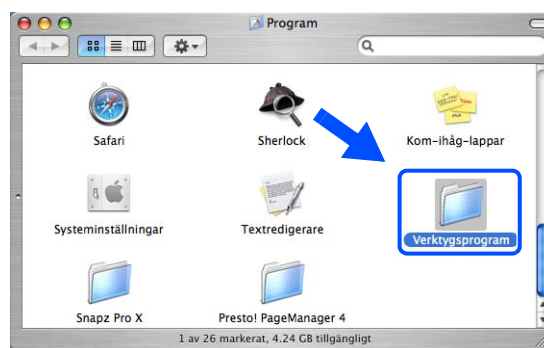 Program
Safari
Sherlock
Kom-ihåg-lappar
Systeminställningar
Textredigerare
Verktygsprogram
Snapz Pro X
Presto! PageManager 4
1 av 26 markerat, 4.24 GB tillgängligt